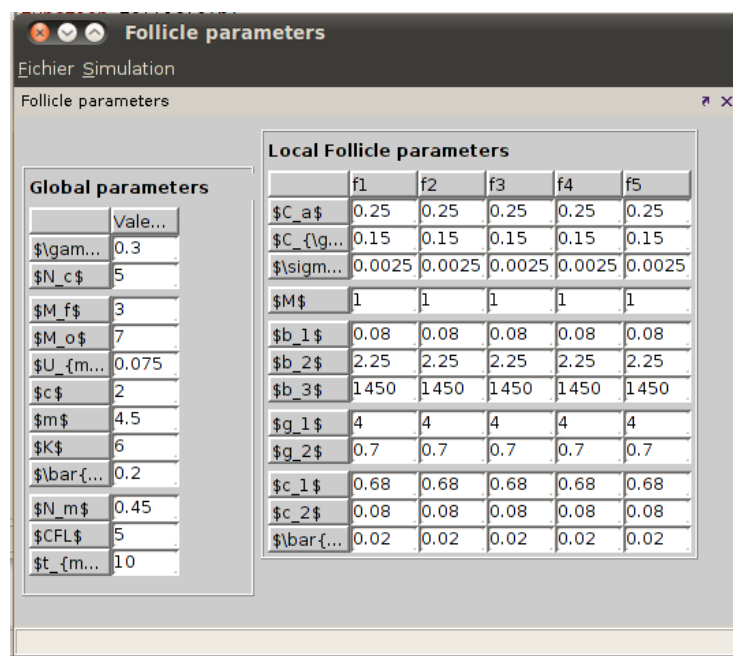 Follicle parameters
Eichier Simulation
Follicle parameters
Global parameters
Vale...
$\gam... 0.3
$N_c$ 5
$M_f$ 3
$M_o$ 7
$U_{m... 0.075
$c$ 2
$m$ 4.5
$K$ 6
$\bar{... 0.2
$N_m$ 0.45
$CFL$ 5
$t_{m... 10
Local Follicle parameters
f1 f2 f3 f4 f5
$C_a$ 0.25 0.25 0.25 0.25 0.25
$C_{\g... 0.15 0.15 0.15 0.15 0.15
$\sigm... 0.0025 0.0025 0.0025 0.0025 0.0025
$M$ 1 1 1 1 1
$b_1$ 0.08 0.08 0.08 0.08 0.08
$b_2$ 2.25 2.25 2.25 2.25 2.25
$b_3$ 1450 1450 1450 1450 1450
$g_1$ 4 4 4 4 4
$g_2$ 0.7 0.7 0.7 0.7 0.7
$c_1$ 0.68 0.68 0.68 0.68 0.68
$c_2$ 0.08 0.08 0.08 0.08 0.08
$\bar{... 0.02 0.02 0.02 0.02 0.02